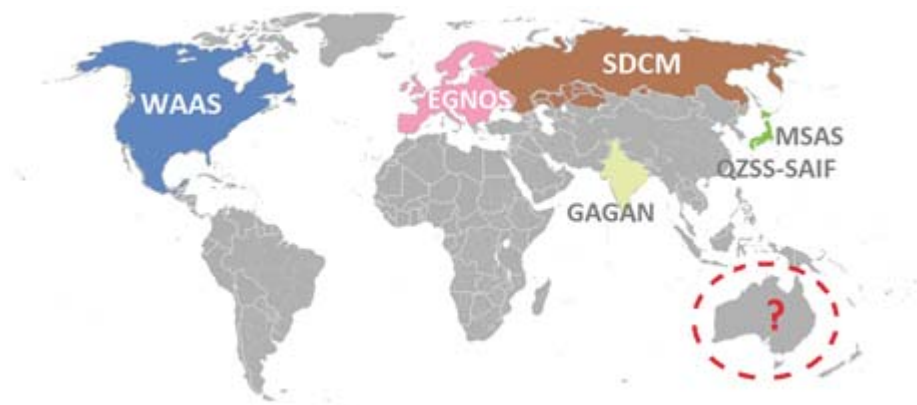 WAAS
EGNOS
SDCM
MSAS
QZSS-SAIF
GAGAN
?